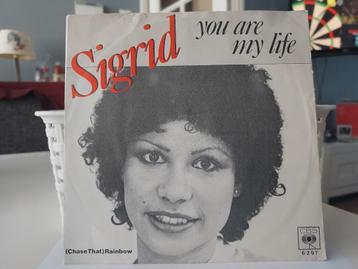 Sigrid
you are
my life
(Chase That) Rainbow
CBS
6297